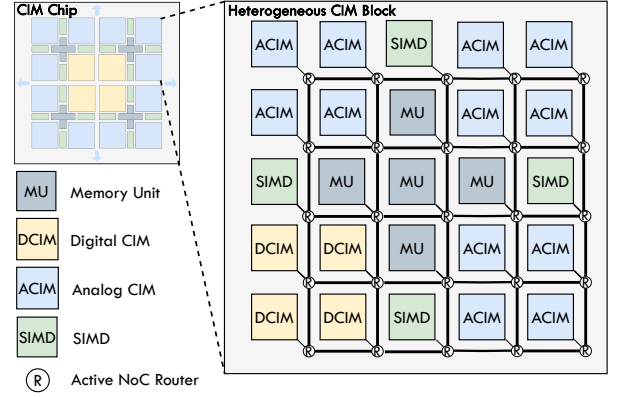 CIM Chip
Heterogeneous CIM Block
ACIM ACIM SIMD ACIM ACIM
R R R R R
ACIM ACIM MU ACIM ACIM
R R R R R
SIMD MU MU MU SIMD
R R R R R
DCIM DCIM MU ACIM ACIM
R R R R R
DCIM DCIM SIMD ACIM ACIM
R R R R R
MU Memory Unit
DCIM Digital CIM
ACIM Analog CIM
SIMD SIMD
R Active NoC Router